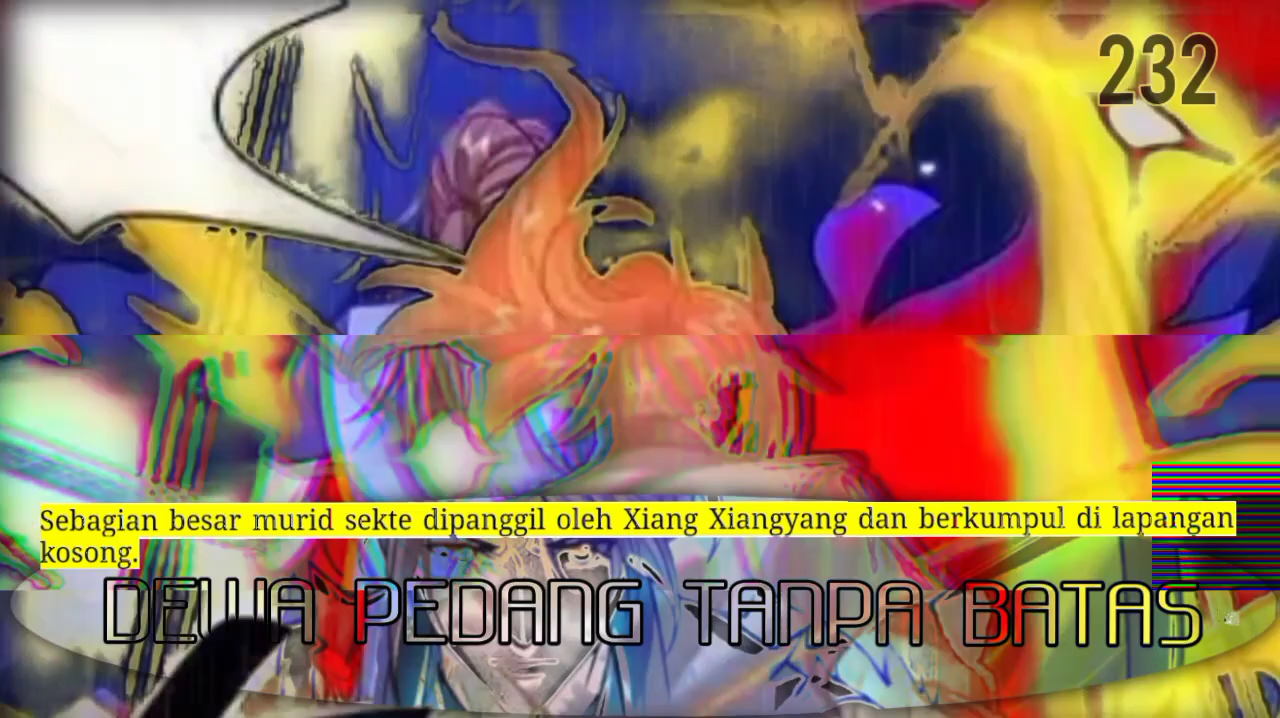 232
Sebagian besar murid sekte dipanggil oleh Xiang Xiangyang dan berkumpul di lapangan
kosong.
DEWA PEDANG TANPA BATAS